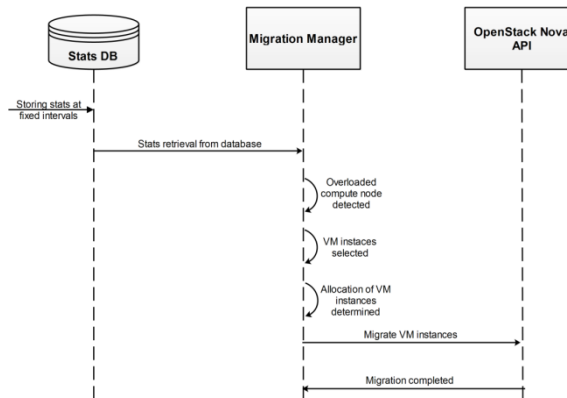 Stats DB
Migration Manager
OpenStack Nova
API
Storing stats at
fixed intervals
Stats retrieval from database
Overloaded
compute node
detected
VM instaces
selected
Allocation of VM
instances
determined
Migrate VM instances
Migration completed